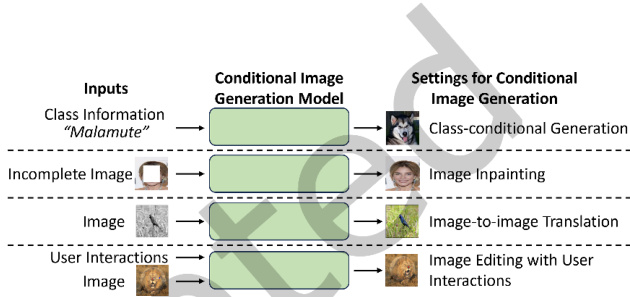 Inputs
Conditional Image
Generation Model
Settings for Conditional
Image Generation
Class Information
"Malamute"
Class-conditional Generation
Incomplete Image
Image Inpainting
Image
Image-to-image Translation
User Interactions
Image
Image Editing with User
Interactions